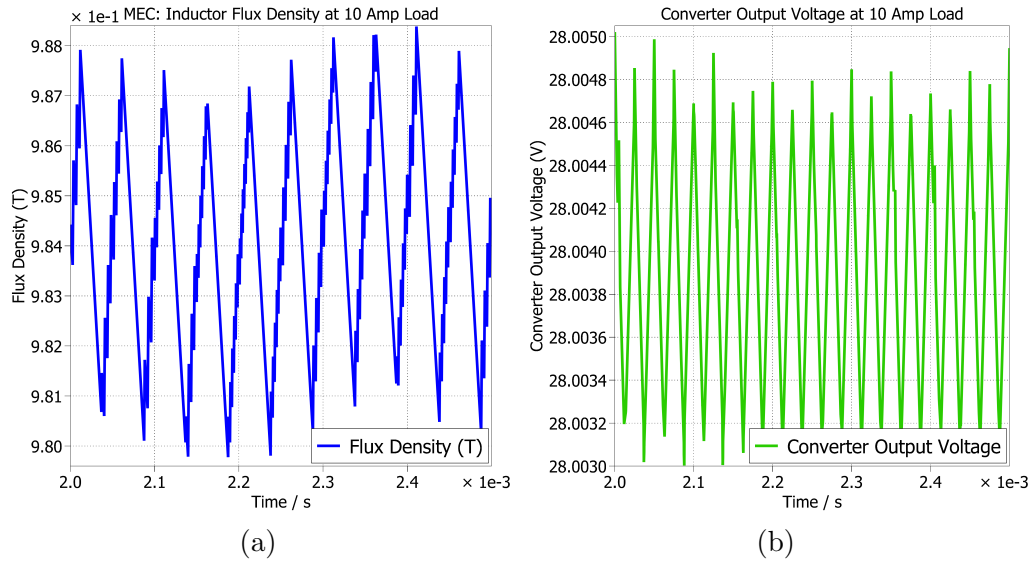 × 1e-1 MEC: Inductor Flux Density at 10 Amp Load
9.88
9.87
9.86
9.85
9.84
9.83
9.82
9.81
9.80
Flux Density (T)
Flux Density (T)
2.0 2.1 2.2 2.3 2.4 × 1e-3
Time / s
(a)
Converter Output Voltage at 10 Amp Load
28.0050
28.0048
28.0046
28.0044
28.0042
28.0040
28.0038
28.0036
28.0034
28.0032
28.0030
Converter Output Voltage (V)
Converter Output Voltage
2.0 2.1 2.2 2.3 2.4 × 1e-3
Time / s
(b)